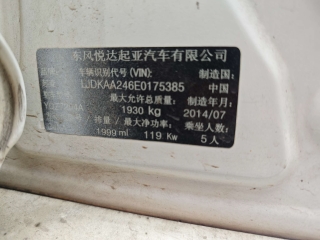 东风悦达起亚汽车有限公司
车辆识别代号(VIN): 制造国:
LJDKAA246E0175385 中国
最大允许总质量: 制造年月:
1930 kg 2014/07
最大净功率: 乘坐人数:
1999 ml 119 Kw 5人